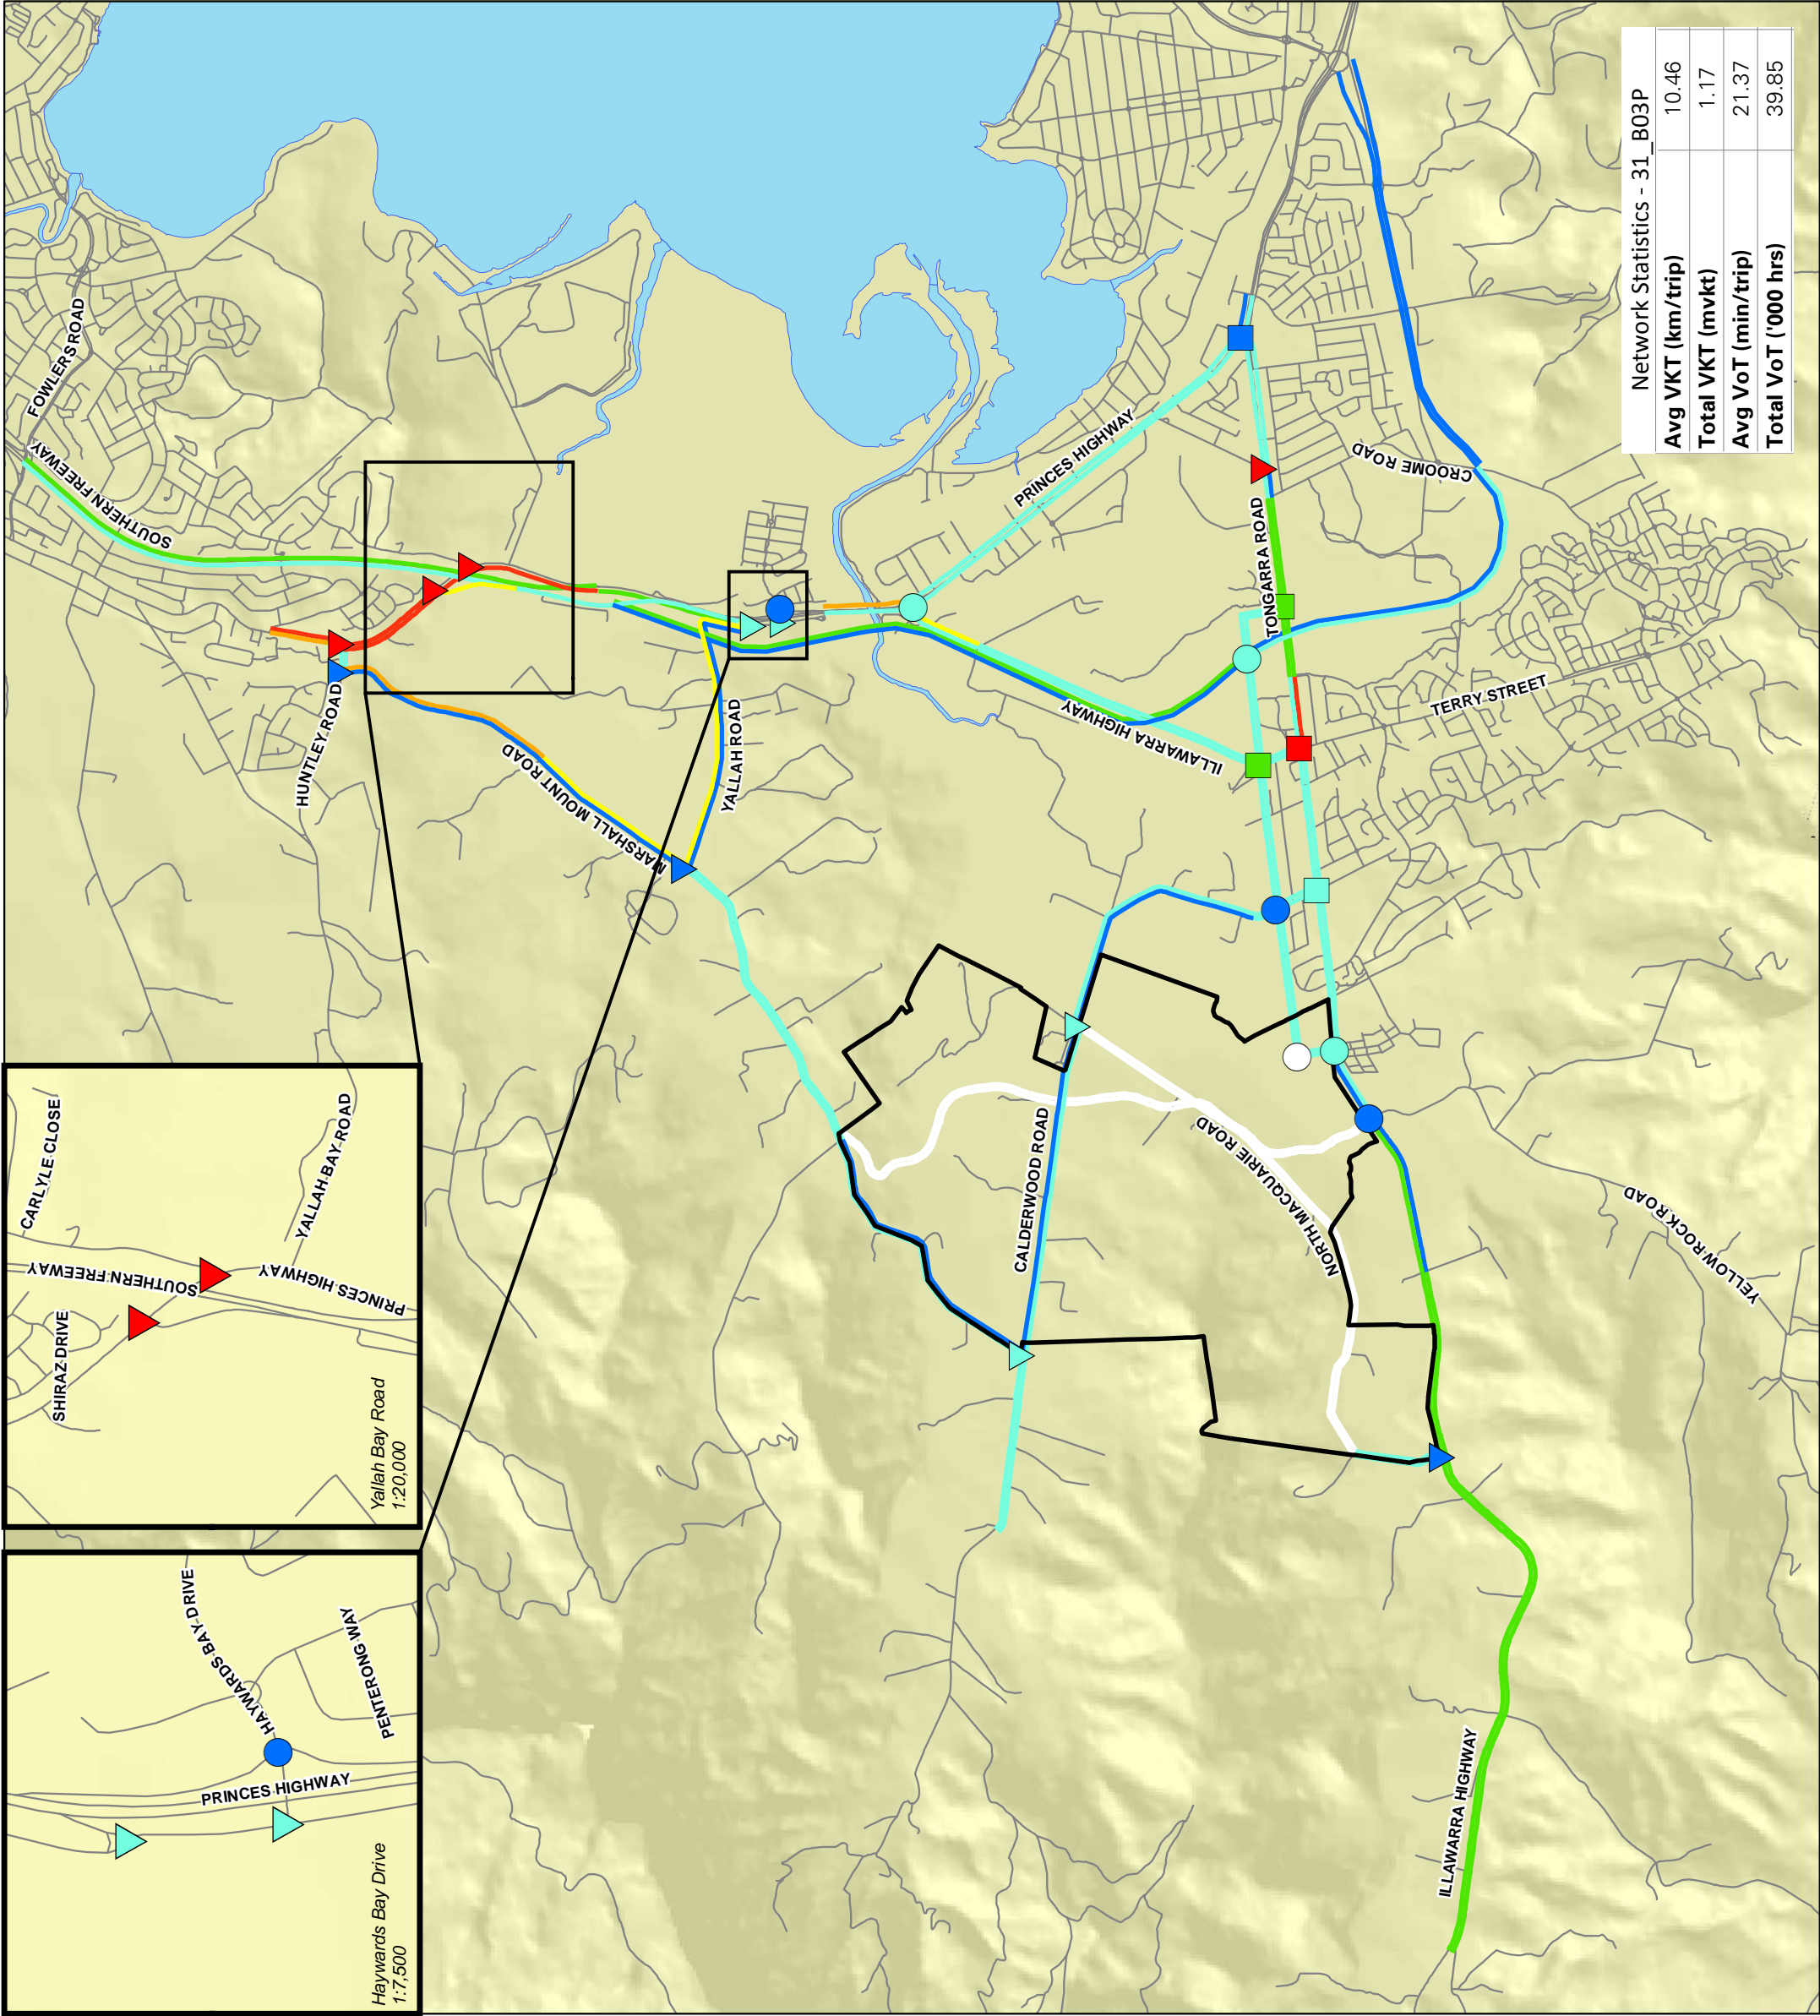 CARLYLE CLOSE
SOUTHERN FREEWAY
SHIRAZ DRIVE
PRINCES HIGHWAY
YALLAH BAY ROAD
Yallah Bay Road
1:20,000
HAYWARDS BAY DRIVE
PRINCES HIGHWAY
PENTERONG WAY
Haywards Bay Drive
1:7,500
FOWLERS ROAD
SOUTHERN FREEWAY
HUNTLEY ROAD
MARSHALL MOUNT ROAD
YALLAH ROAD
PRINCES HIGHWAY
ILLAWARRA HIGHWAY
TONGARRA ROAD
CROOME ROAD
TERRY STREET
CALDERWOOD ROAD
NORTH MACQUARIE ROAD
YELLOW ROCK ROAD
ILLAWARRA HIGHWAY
Network Statistics - 31_B03P
Avg VKT (km/trip) 10.46
Total VKT (mvkt) 1.17
Avg VoT (min/trip) 21.37
Total VoT ('000 hrs) 39.85